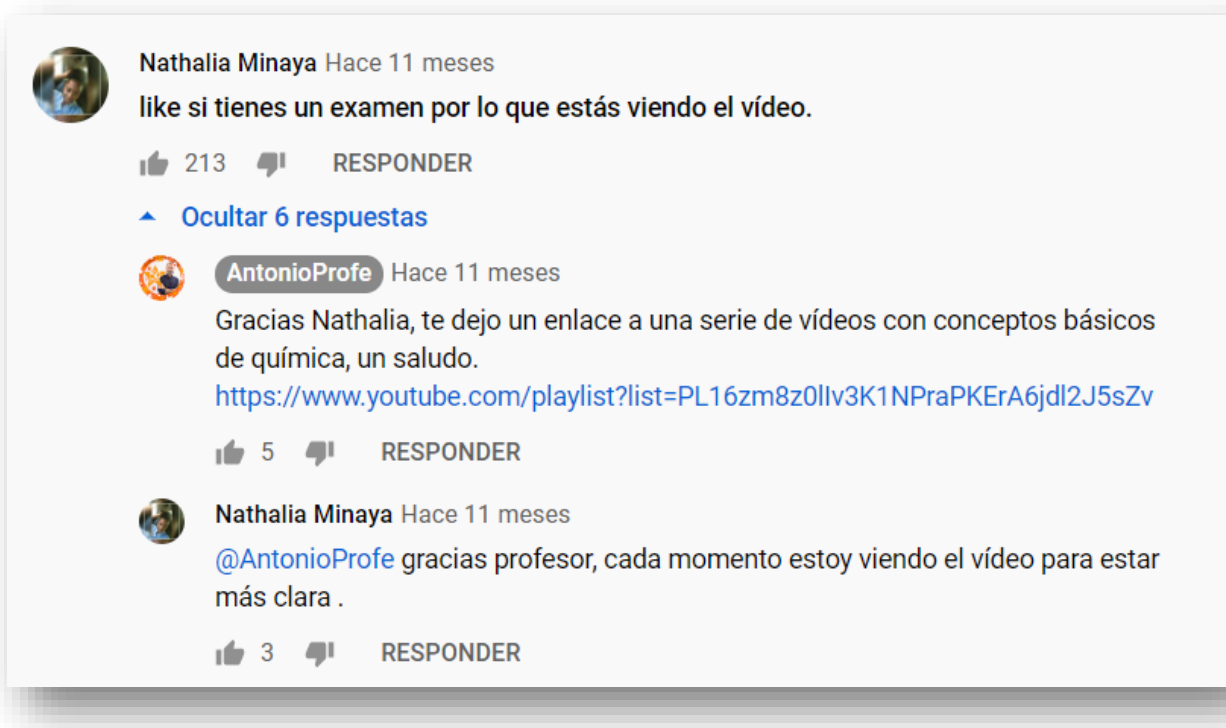 Nathalia Minaya Hace 11 meses
like si tienes un examen por lo que estás viendo el vídeo.
213 RESPONDER
Ocultar 6 respuestas
AntonioProfe Hace 11 meses
Gracias Nathalia, te dejo un enlace a una serie de vídeos con conceptos básicos
de química, un saludo.
https://www.youtube.com/playlist?list=PL16zm8z0lIv3K1NPraPKErA6jdl2J5sZv
5 RESPONDER
Nathalia Minaya Hace 11 meses
@AntonioProfe gracias profesor, cada momento estoy viendo el vídeo para estar
más clara .
3 RESPONDER